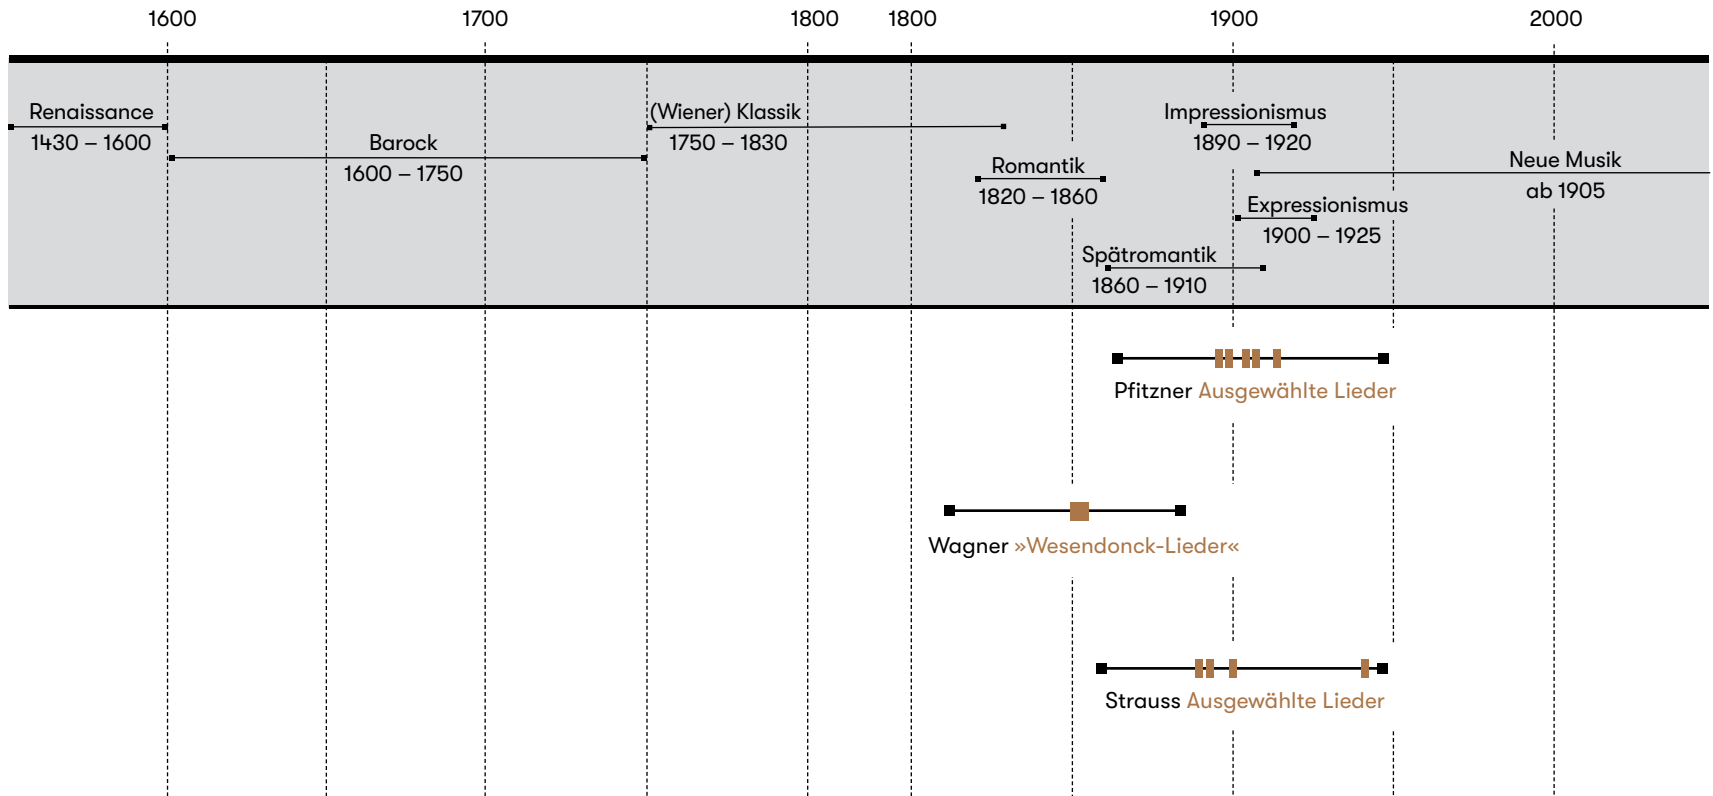 1600 1700 1800 1800 1900 2000
Renaissance
1430 – 1600
Barock
1600 – 1750
(Wiener) Klassik
1750 – 1830
Romantik
1820 – 1860
Spätromantik
1860 – 1910
Impressionismus
1890 – 1920
Expressionismus
1900 – 1925
Neue Musik
ab 1905
Pfitzner Ausgewählte Lieder
Wagner »Wesendonck-Lieder«
Strauss Ausgewählte Lieder